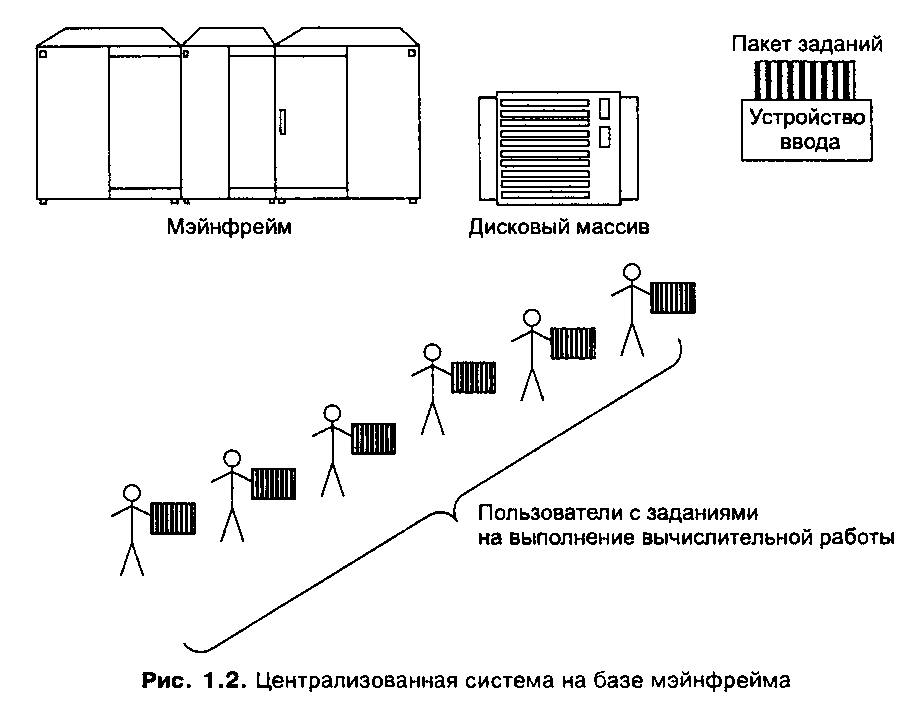 Пакет заданий
Устройство
ввода
Мэйнфрейм
Дисковый массив
Пользователи с заданиями
на выполнение вычислительной работы
Рис. 1.2. Централизованная система на базе мэйнфрейма